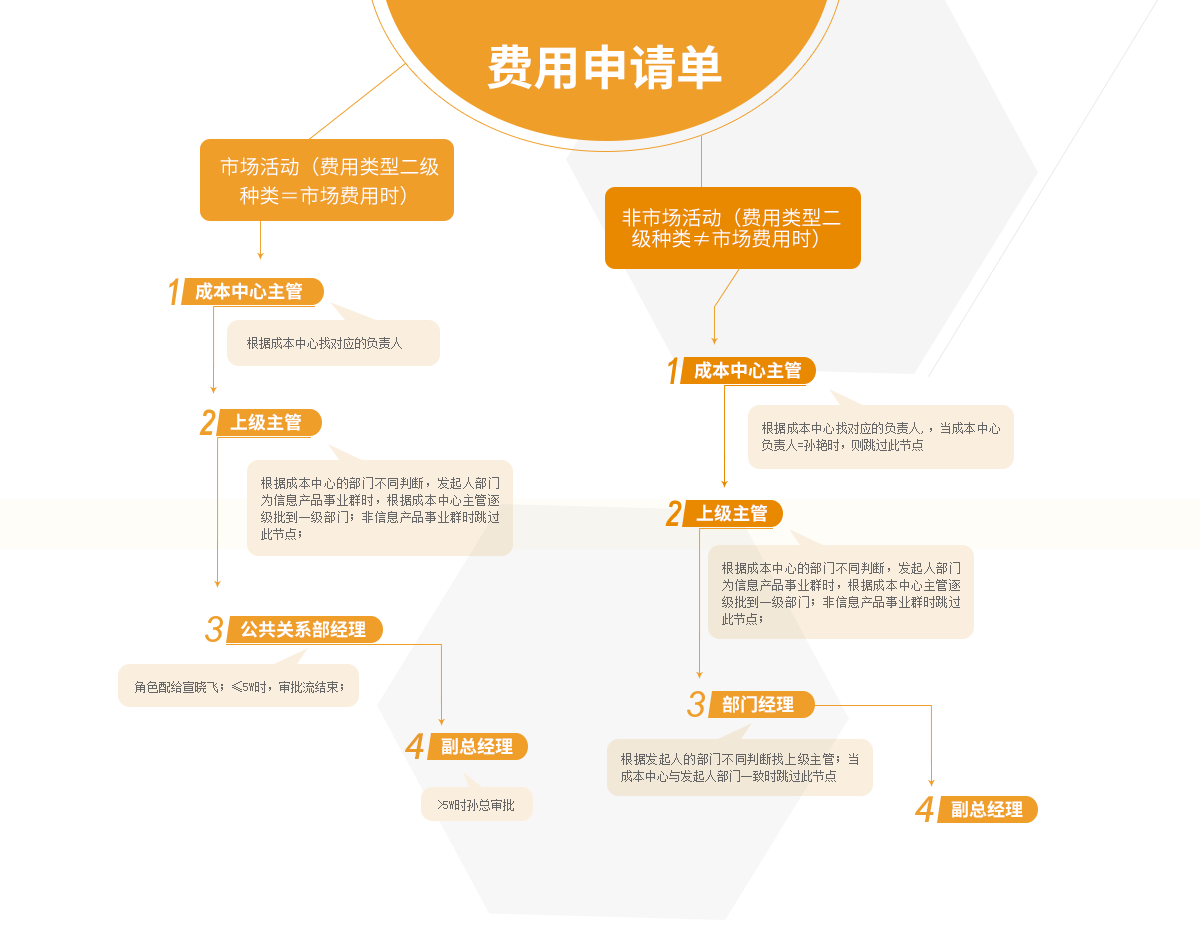 费用申请单
市场活动（费用类型二级
种类＝市场费用时）
1 成本中心主管
根据成本中心找对应的负责人
2 上级主管
根据成本中心的部门不同判断，发起人部门
为信息产品事业群时，根据成本中心主管逐
级批到一级部门；非信息产品事业群时跳过
此节点；
3 公共关系部经理
角色配给宣晓飞；≤5W时，审批流结束；
4 副总经理
>5W时孙总审批
非市场活动（费用类型二
级种类≠市场费用时）
1 成本中心主管
根据成本中心找对应的负责人,，当成本中心
负责人=孙艳时，则跳过此节点
2 上级主管
根据成本中心的部门不同判断，发起人部门
为信息产品事业群时，根据成本中心主管逐
级批到一级部门；非信息产品事业群时跳过
此节点；
3 部门经理
根据发起人的部门不同判断找上级主管；当
成本中心与发起人部门一致时跳过此节点
4 副总经理